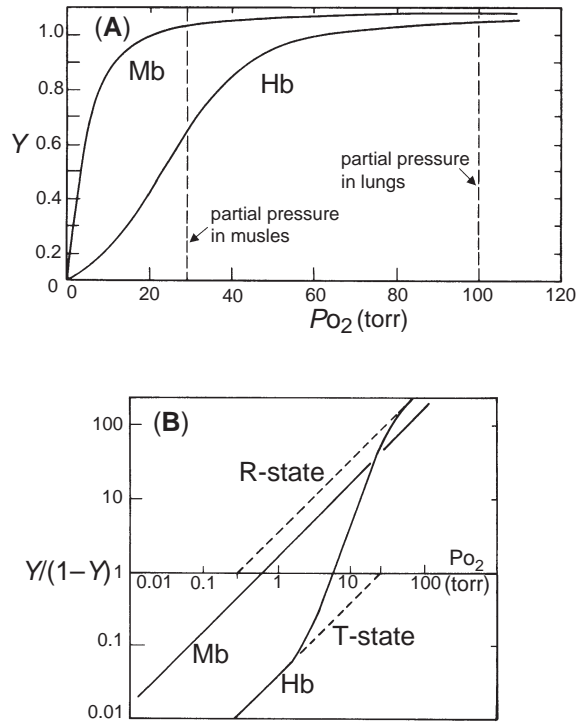 (A)
1.0
0.8
0.6
0.4
0.2
0
Y
Mb
Hb
partial pressure
in lungs
partial pressure
in musles
0 20 40 60 80 100 120
Po2 (torr)
(B)
100
10
Y/(1–Y) 1
0.1
0.01
R-state
0.01 0.1 1 10 100
Po2
(torr)
T-state
Mb
Hb